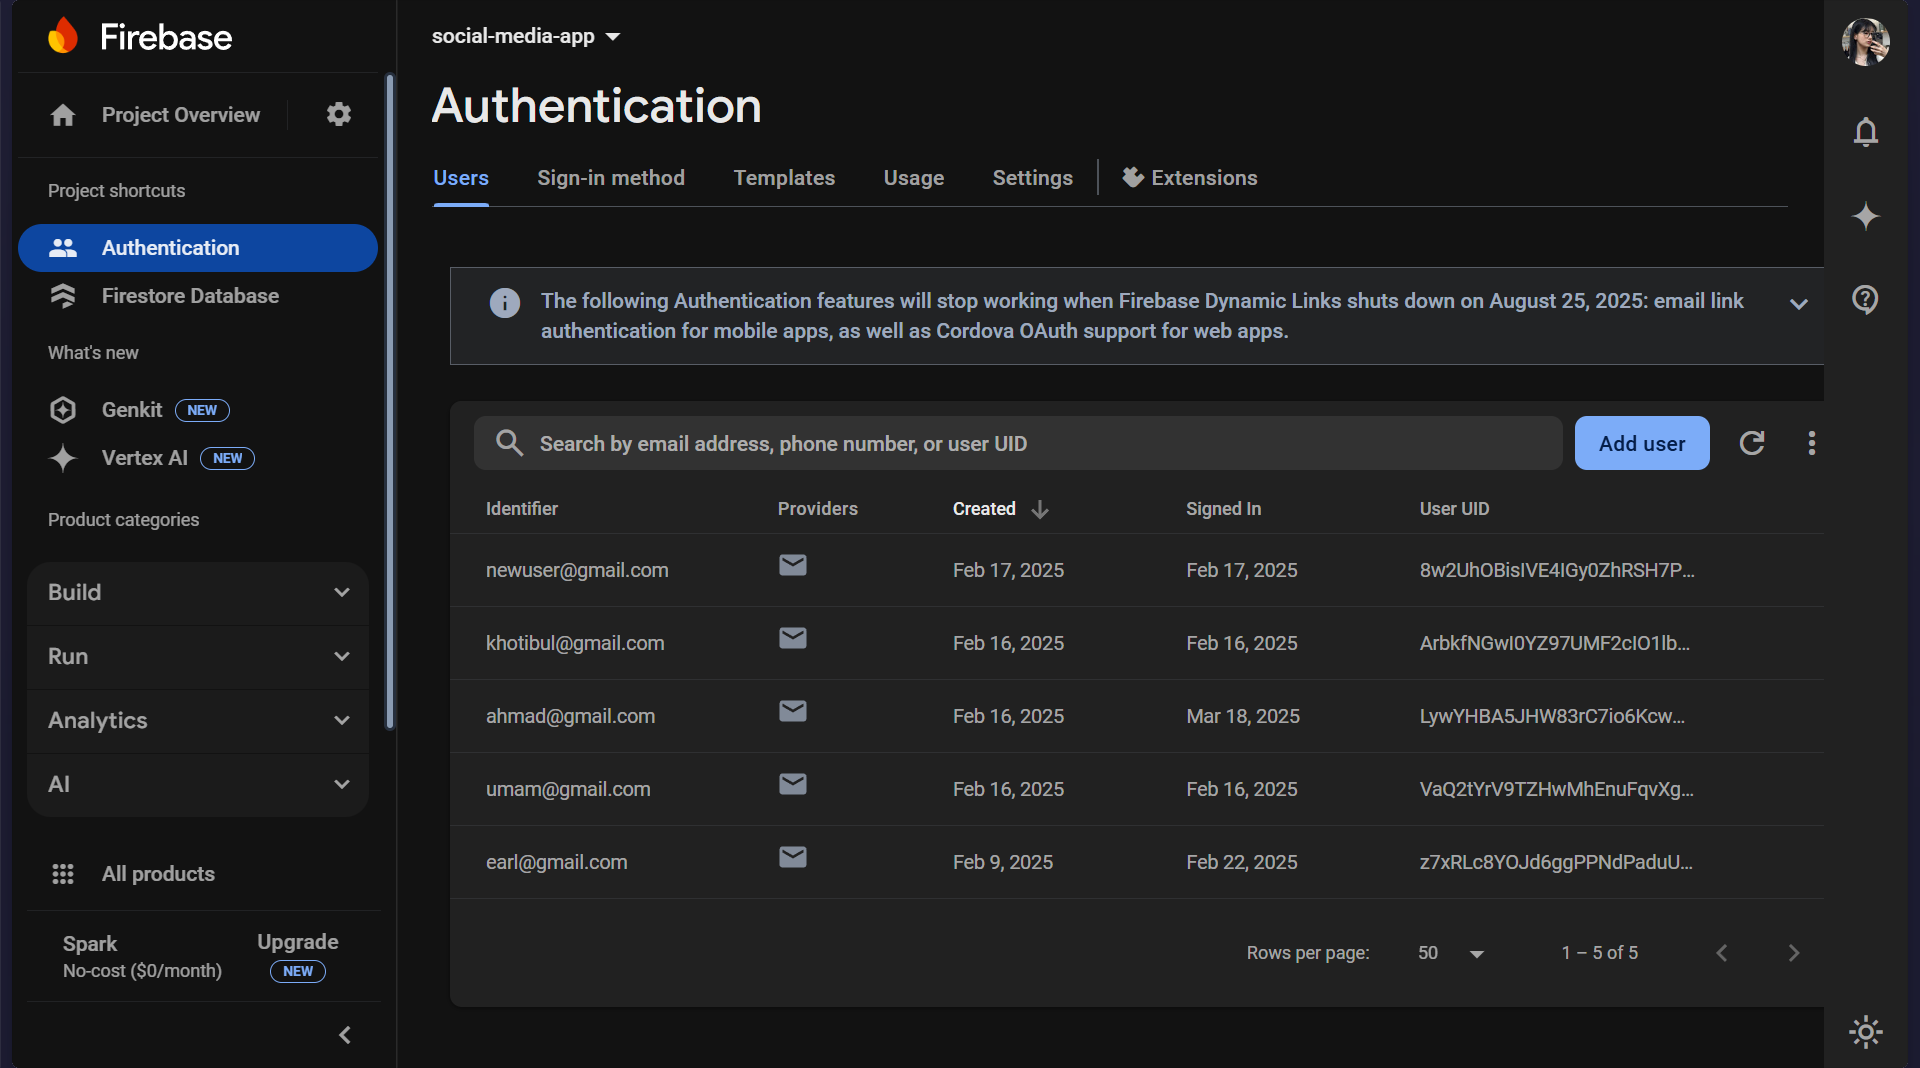 Firebase
Project Overview
Project shortcuts
Authentication
Firestore Database
What's new
Genkit NEW
Vertex AI NEW
Product categories
Build
Run
Analytics
AI
All products
Spark
No-cost ($0/month)
Upgrade
NEW
social-media-app
Authentication
Users Sign-in method Templates Usage Settings Extensions
The following Authentication features will stop working when Firebase Dynamic Links shuts down on August 25, 2025: email link
authentication for mobile apps, as well as Cordova OAuth support for web apps.
Search by email address, phone number, or user UID Add user
Identifier Providers Created Signed In User UID
newuser@gmail.com Feb 17, 2025 Feb 17, 2025 8w2UhOBisIVE4IGy0ZhRSH7P...
khotibul@gmail.com Feb 16, 2025 Feb 16, 2025 ArbkfNGwI0YZ97UMF2cIO1lb...
ahmad@gmail.com Feb 16, 2025 Mar 18, 2025 LywYHBA5JHW83rC7io6Kcw...
umam@gmail.com Feb 16, 2025 Feb 16, 2025 VaQ2tYrV9TZHwMhEnuFqvXg...
earl@gmail.com Feb 9, 2025 Feb 22, 2025 z7xRLc8YOJd6ggPPNdPaduU...
Rows per page: 50 1 – 5 of 5